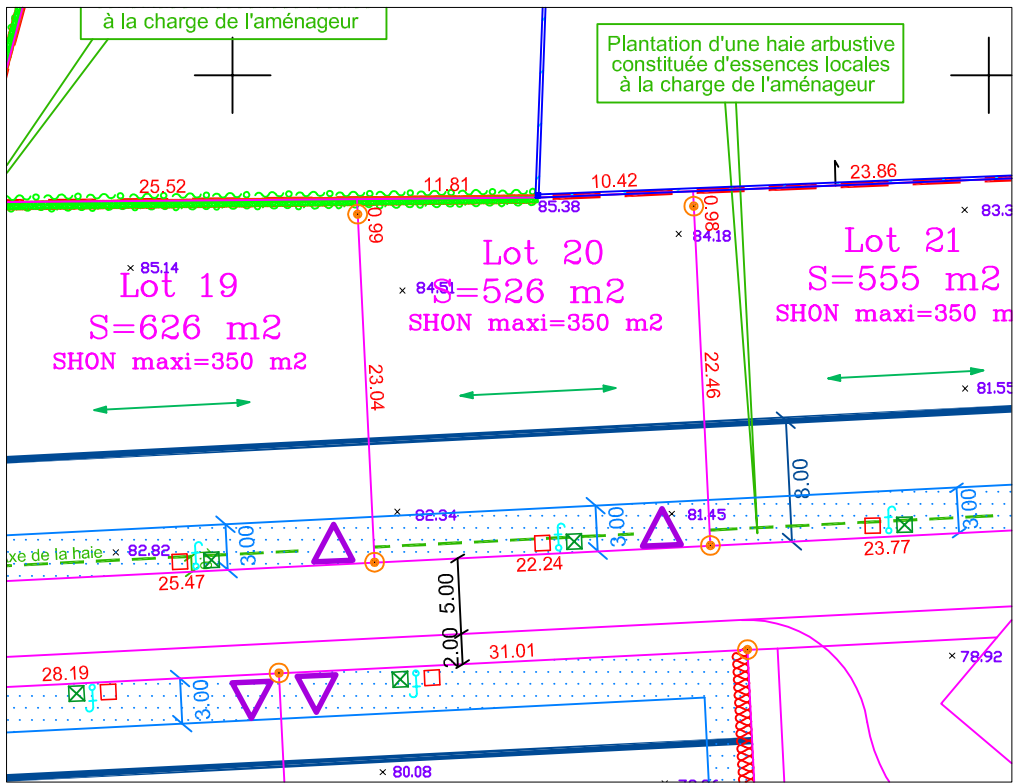 à la charge de l'aménageur
Plantation d'une haie arbustive
constituée d'essences locales
à la charge de l'aménageur
25.52
11.81
10.42
23.86
85.38
0.99
0.98
84.18
83.3
85.14
84.51
Lot 19
S=626 m2
SHON maxi=350 m2
Lot 20
S=526 m2
SHON maxi=350 m2
Lot 21
S=555 m2
SHON maxi=350 m
23.04
22.46
81.55
8.00
82.34
81.45
3.00
3.00
3.00
xe de la haie
82.82
25.47
22.24
23.77
5.00
2.00
31.01
28.19
3.00
78.92
80.08